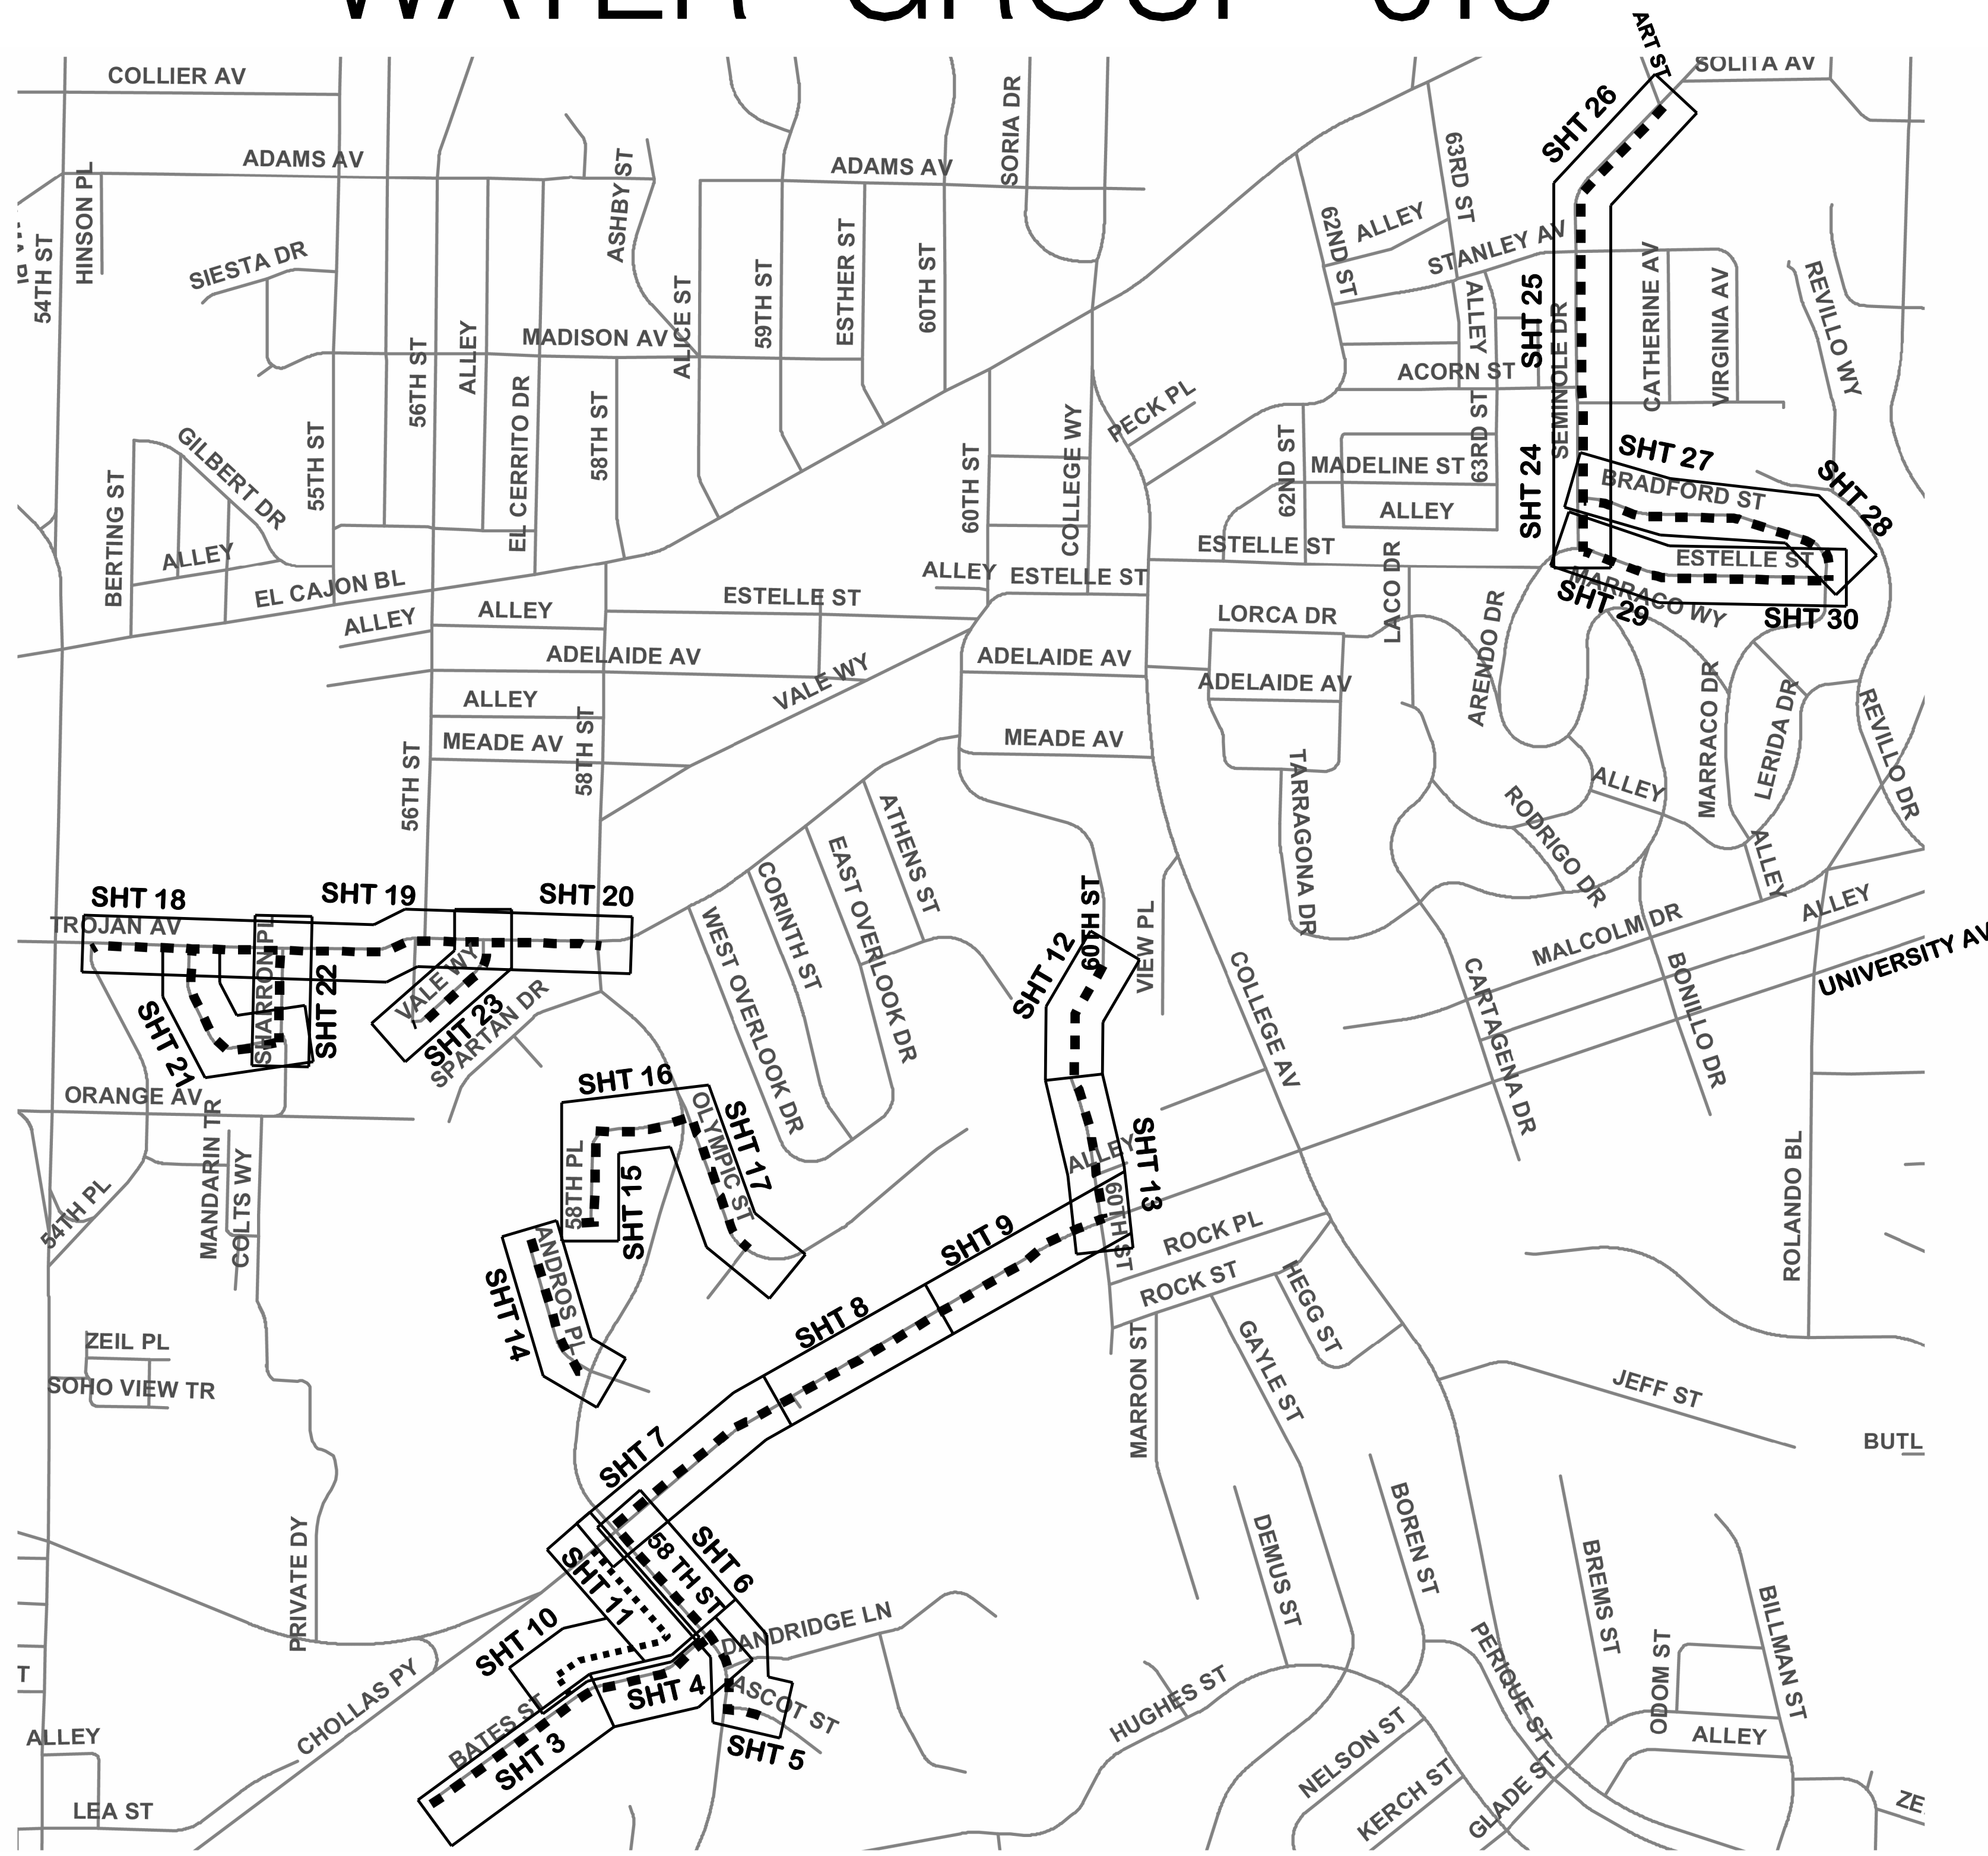 COLLIER AV
SOLITA AV
ADAMS AV
ADAMS AV
SORIA DR
SHT 26
HINSON PL
54TH ST
SIESTA DR
ASHBY ST
ALICE ST
59TH ST
ESTHER ST
60TH ST
62ND ST
ALLEY
63RD ST
STANLEY AV
ALLEY
SHT 25
SEMINOLE DR
CATHERINE AV
VIRGINIA AV
REVILLO WY
MADISON AV
56TH ST
ALLEY
EL CERRITO DR
58TH ST
55TH ST
GILBERT DR
BERTING ST
ALLEY
EL CAJON BL
ALLEY
ALLEY
PECK PL
ACORN ST
63RD ST
MADELINE ST
62ND ST
ALLEY
SHT 24
SHT 27
BRADFORD ST
SHT 28
60TH ST
COLLEGE WY
ESTELLE ST
ALLEY
ESTELLE ST
ESTELLE ST
ESTELLE ST
MARRACO WY
SHT 29
SHT 30
LACO DR
LORCA DR
ADELAIDE AV
ADELAIDE AV
ADELAIDE AV
VALE WY
ALLEY
MEADE AV
MEADE AV
58TH ST
56TH ST
ARENDO DR
MARRACO DR
LERIDA DR
REVILLO DR
ALLEY
RODRIGO DR
ALLEY
TARRAGONA DR
ATHENS ST
EAST OVERLOOK DR
CORINTH ST
WEST OVERLOOK DR
SHT 18
SHT 19
SHT 20
TROJAN AV
SHARRON PL
SHT 22
SHT 21
VALE WY
SHT 23
SPARTAN DR
60TH ST
SHT 12
VIEW PL
COLLEGE AV
MALCOLM DR
ALLEY
UNIVERSITY AV
CARTAGENA DR
BONILLO DR
ORANGE AV
MANDARIN TR
COLTS WY
54TH PL
SHT 16
OLYMPIC ST
SHT 17
58TH PL
SHT 15
ANDROS PL
SHT 14
ALLEY
SHT 13
60TH ST
SHT 9
ROCK PL
ROCK ST
HEGG ST
ROLANDO BL
SHT 8
ZEIL PL
SOHO VIEW TR
GAYLE ST
MARRON ST
JEFF ST
BUTL
SHT 7
PRIVATE DY
SHT 6
58 TH ST
SHT 11
SHT 10
DANDRIDGE LN
DEMUS ST
BOREN ST
BREMS ST
BILLMAN ST
PERIQUE ST
ODOM ST
ALLEY
T
CHOLLAS PY
BATES ST
SHT 4
ASCOT ST
SHT 5
SHT 3
HUGHES ST
NELSON ST
KERCH ST
GLADE ST
ALLEY
LEA ST
ZE